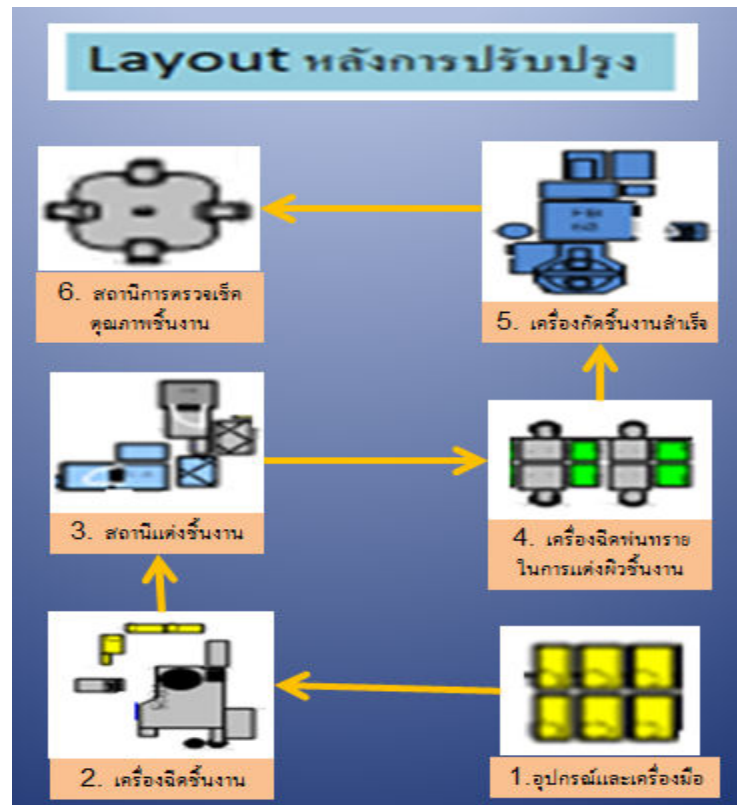 Layout หลังการปรับปรุง
6. สถานีการตรวจเช็ค
คุณภาพชิ้นงาน
5. เครื่องกัดชิ้นงานสำเร็จ
3. สถานีแต่งชิ้นงาน
4. เครื่องฉีดพ่นทราย
ในการแต่งผิวชิ้นงาน
2. เครื่องฉีดชิ้นงาน
1.อุปกรณ์และเครื่องมือ